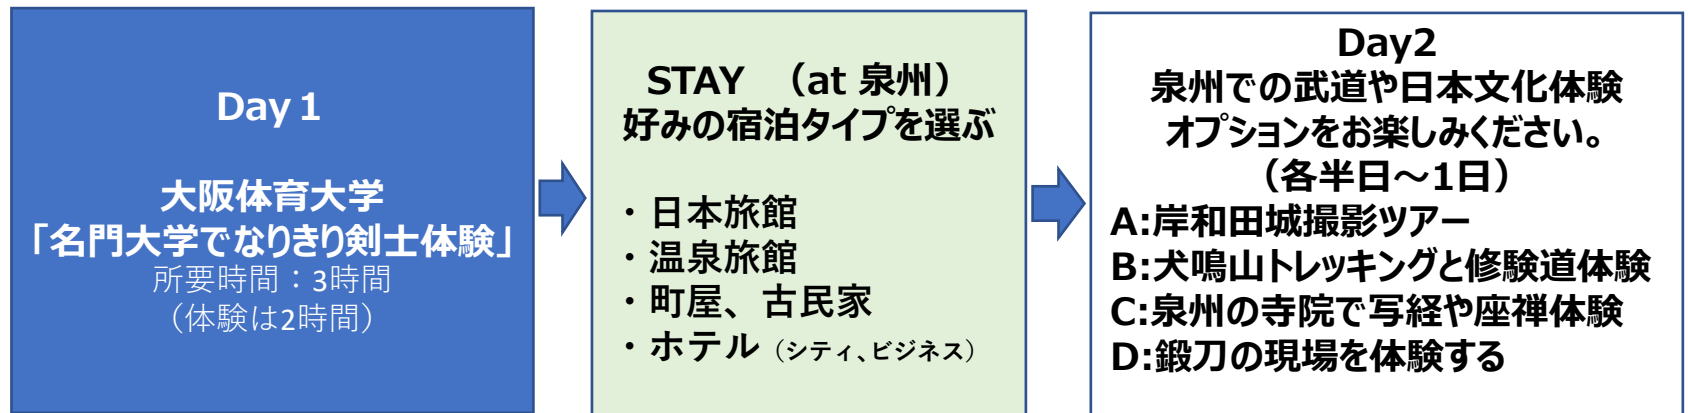 Day 1
大阪体育大学
「名門大学でなりきり剣士体験」
所要時間：3時間
（体験は2時間）
STAY （at 泉州）
好みの宿泊タイプを選ぶ
・日本旅館
・温泉旅館
・町屋、古民家
・ホテル（シティ、ビジネス）
Day2
泉州での武道や日本文化体験
オプションをお楽しみください。
（各半日～1日）
A:岸和田城撮影ツアー
B:犬鳴山トレッキングと修験道体験
C:泉州の寺院で写経や座禅体験
D:鍛刀の現場を体験する